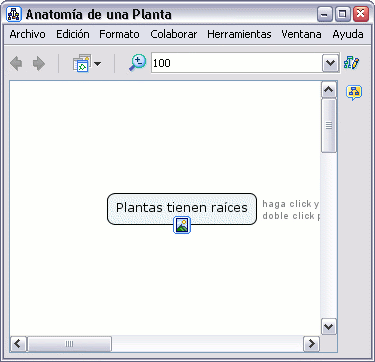 Anatomía de una Planta
Archivo Edición Formato Colaborar Herramientas Ventana Ayuda
100
Plantas tienen raíces
haga click y
doble click p